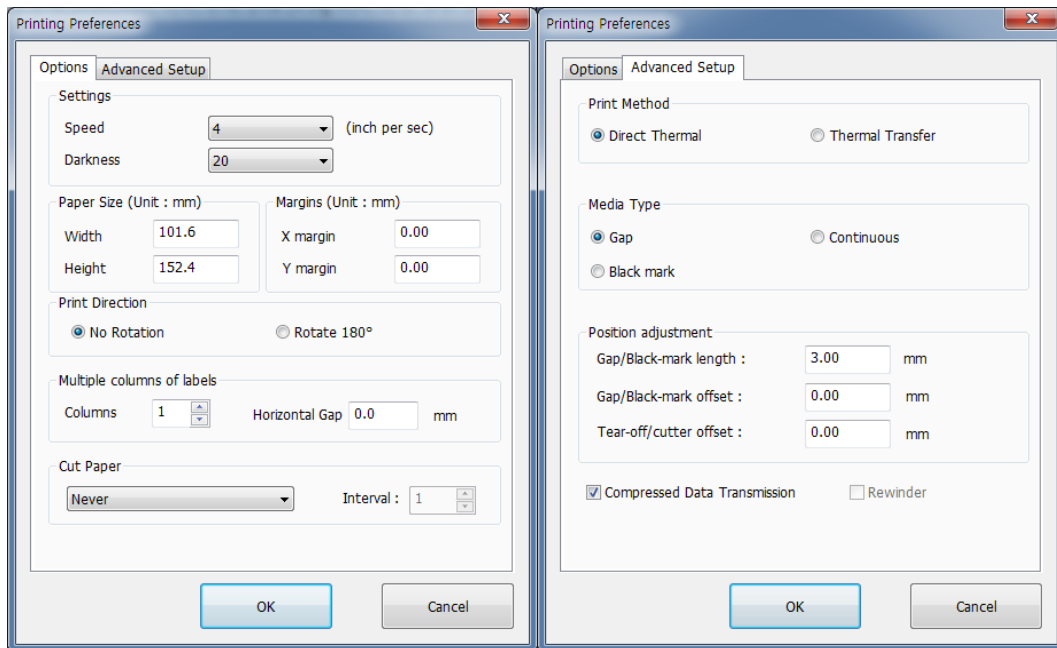 Printing Preferences
Options Advanced Setup
Settings
Speed 4 (inch per sec)
Darkness 20
Paper Size (Unit : mm) Margins (Unit : mm)
Width 101.6 X margin 0.00
Height 152.4 Y margin 0.00
Print Direction
No Rotation Rotate 180°
Multiple columns of labels
Columns 1 Horizontal Gap 0.0 mm
Cut Paper
Never Interval : 1
OK Cancel
Printing Preferences
Options Advanced Setup
Print Method
Direct Thermal Thermal Transfer
Media Type
Gap Continuous
Black mark
Position adjustment
Gap/Black-mark length : 3.00 mm
Gap/Black-mark offset : 0.00 mm
Tear-off/cutter offset : 0.00 mm
Compressed Data Transmission Rewinder
OK Cancel